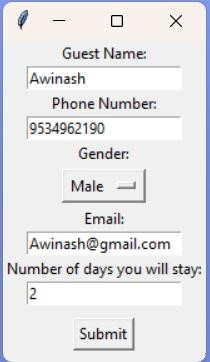 Guest Name:
Awinash
Phone Number:
9534962190
Gender:
Male
Email:
Awinash@gmail.com
Number of days you will stay:
2
Submit